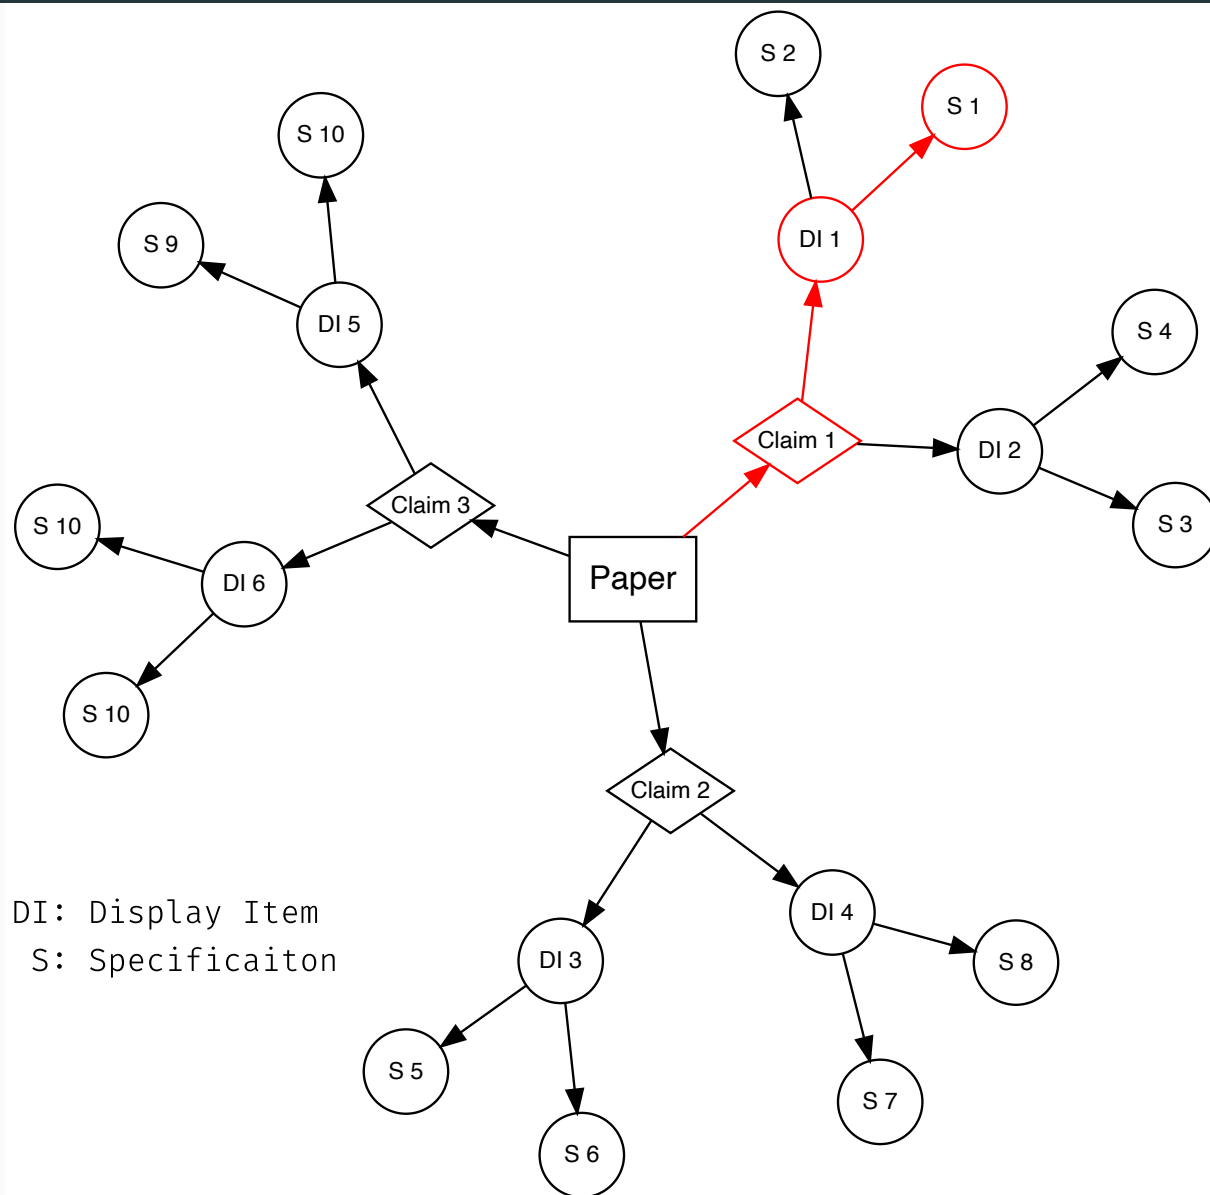 S 2
S 1
S 10
S 9
DI 1
DI 5
S 4
Claim 1
DI 2
Claim 3
S 10
S 3
Paper
DI 6
S 10
Claim 2
DI 4
DI: Display Item
DI 3
S: Specificaiton
S 8
S 5
S 7
S 6